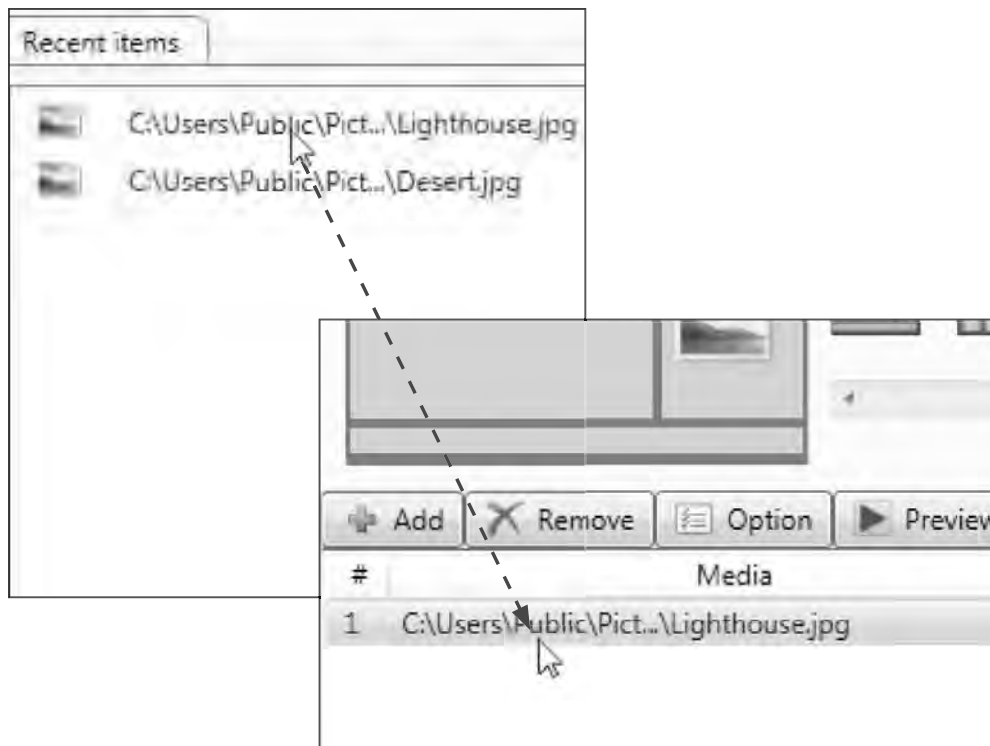 Recent items
C:\Users\Public\Pict...\Lighthouse.jpg
C:\Users\Public\Pict...\Desert.jpg
Add Remove Option Preview
# Media
1 C:\Users\Public\Pict...\Lighthouse.jpg